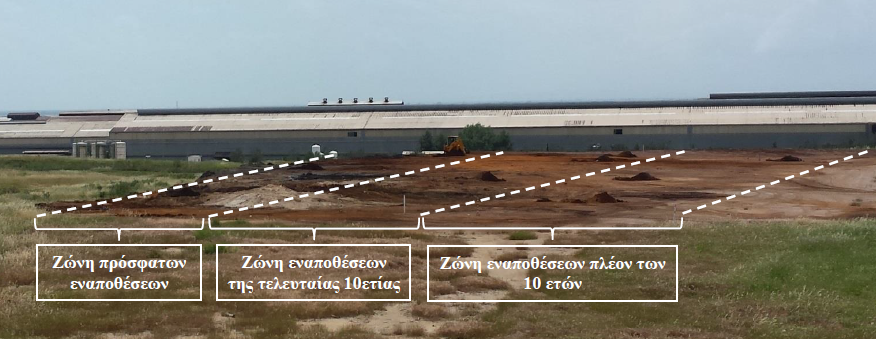 Ζώνη πρόσφατων
εναποθέσεων
Ζώνη εναποθέσεων
της τελευταίας 10ετίας
Ζώνη εναποθέσεων πλέον των
10 ετών